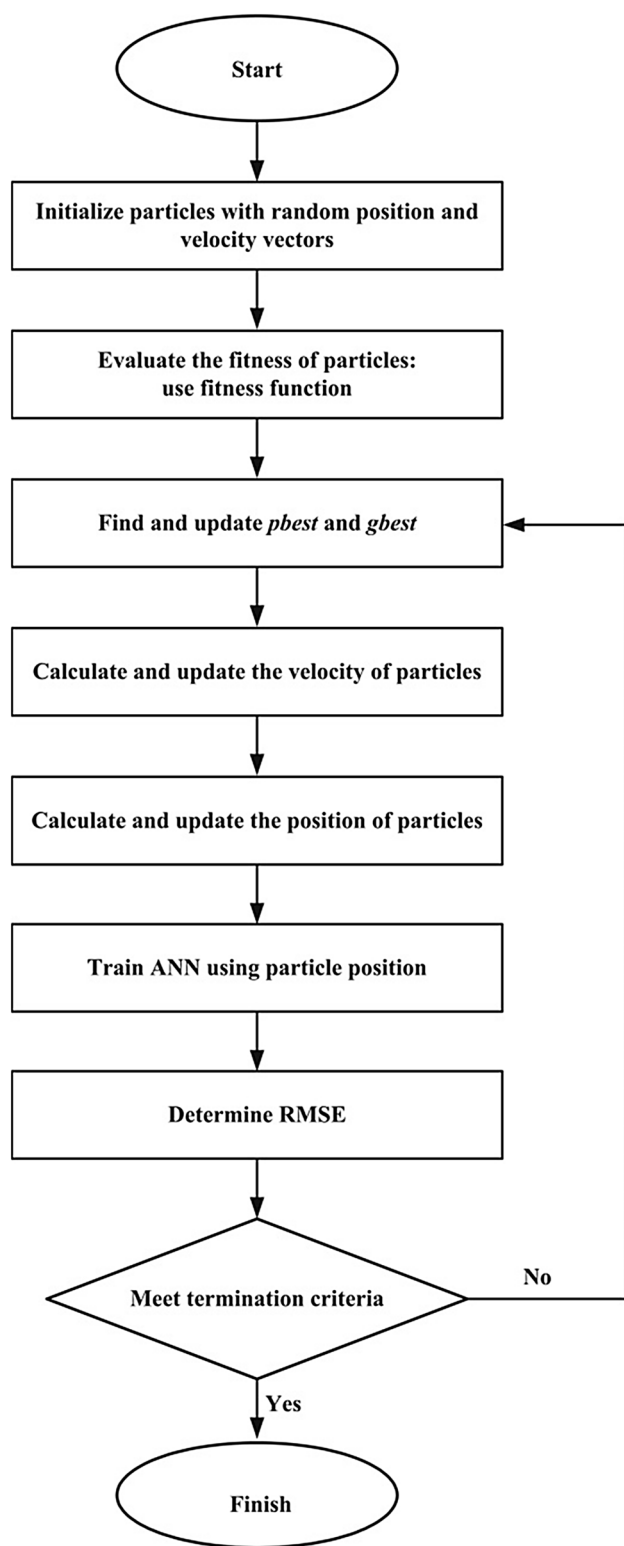 Start
Initialize particles with random position and
velocity vectors
Evaluate the fitness of particles:
use fitness function
Find and update pbest and gbest
Calculate and update the velocity of particles
Calculate and update the position of particles
Train ANN using particle position
Determine RMSE
Meet termination criteria
No
Yes
Finish